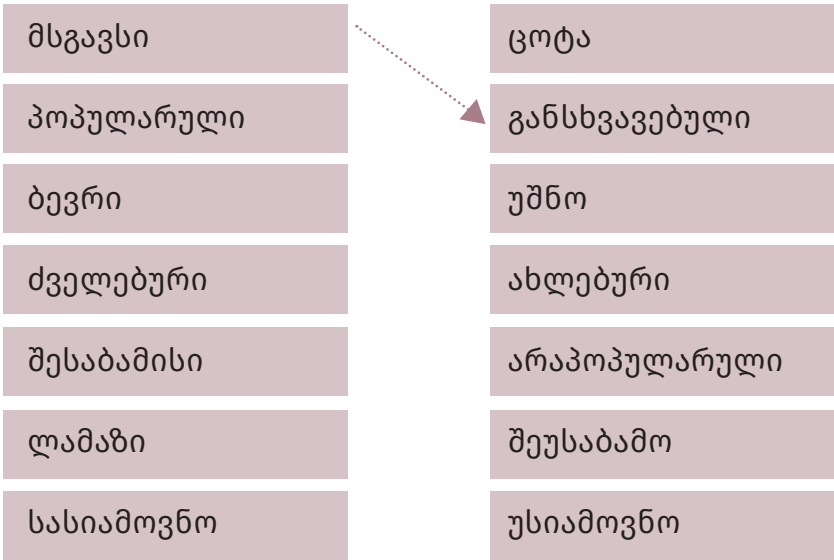 მსგავსი
პოპულარული
ბევრი
ძველებური
შესაბამისი
ლამაზი
სასიამოვნო
ცოტა
განსხვავებული
უშნო
ახლებური
არაპოპულარული
შეუსაბამო
უსიამოვნო